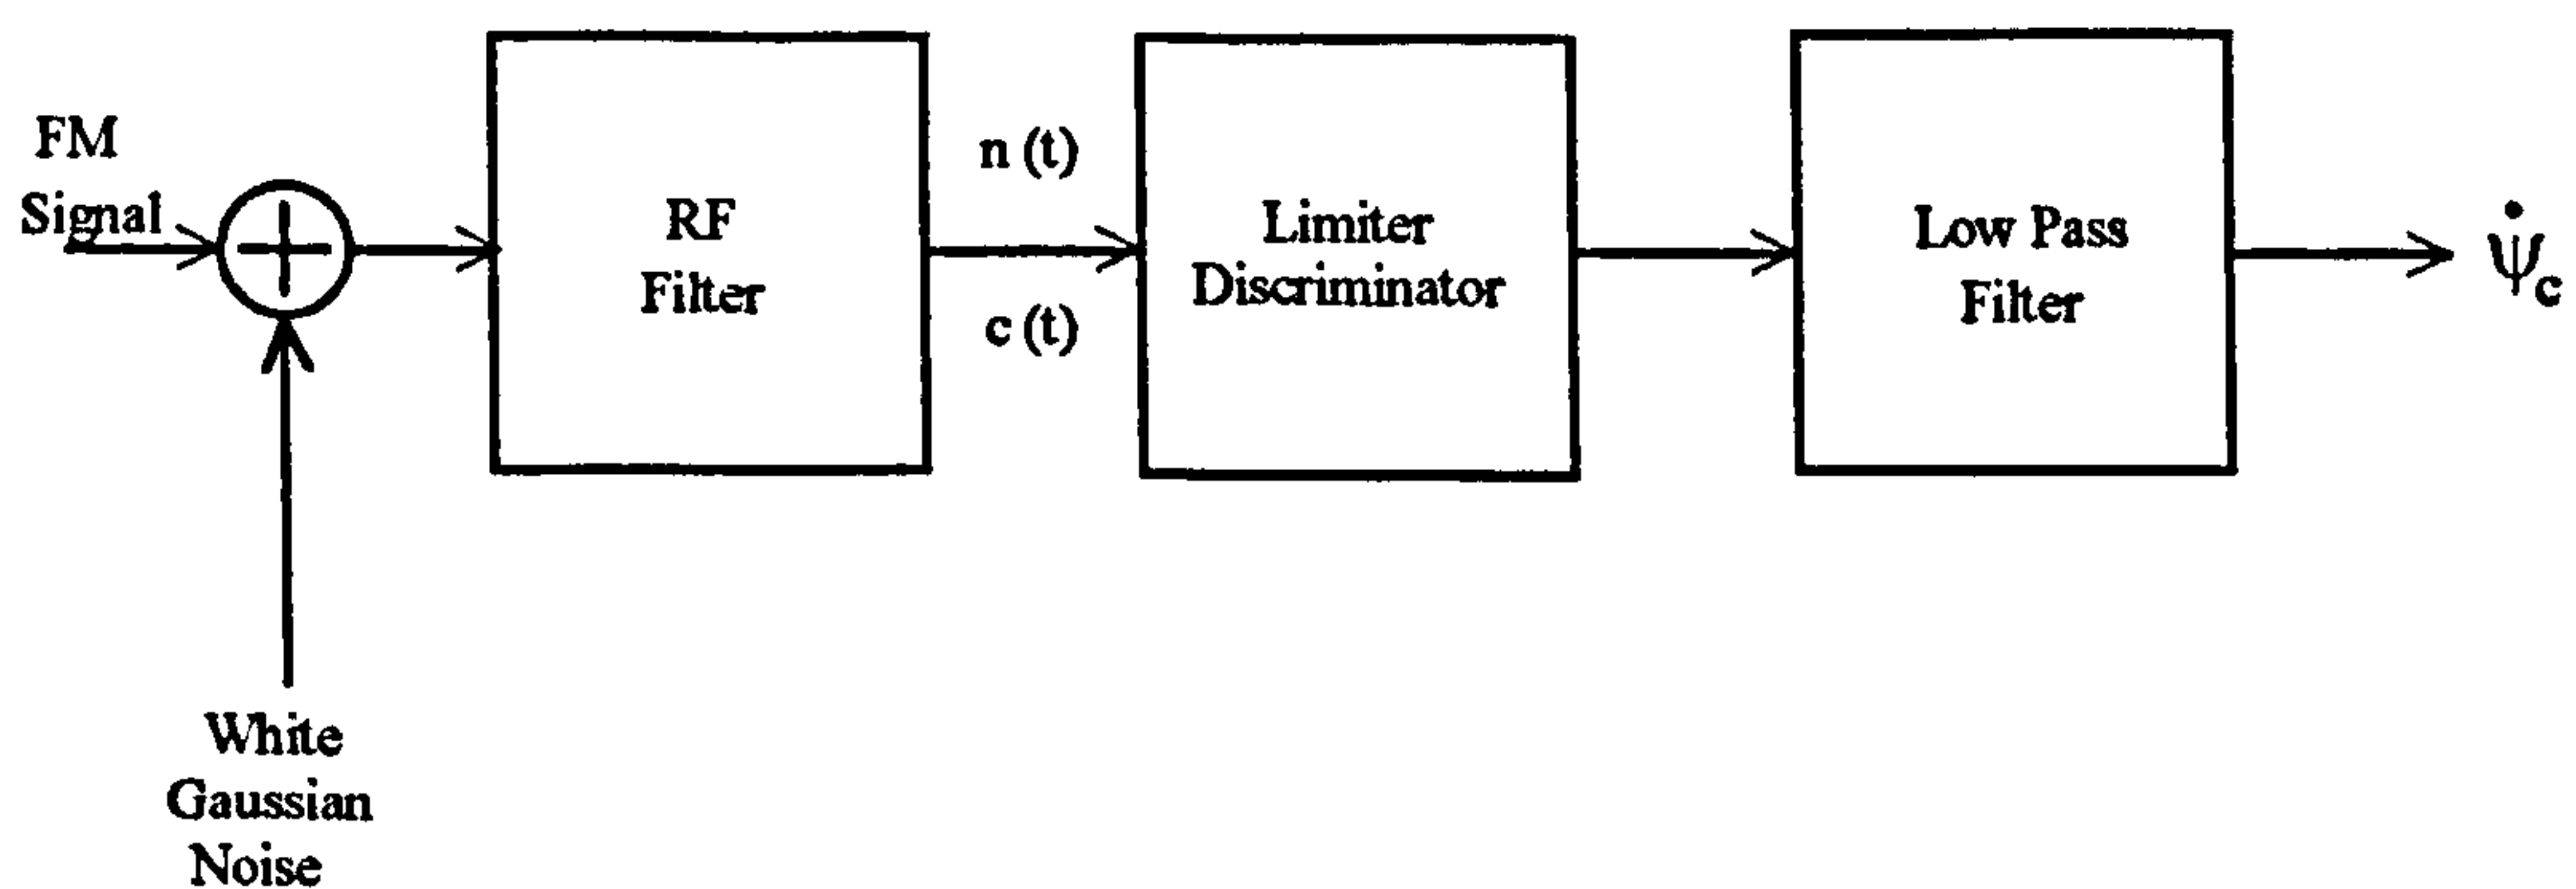 FM
Signal
White
Gaussian
Noise
RF
Filter
n (t)
c (t)
Limiter
Discriminator
Low Pass
Filter
ψ̇c